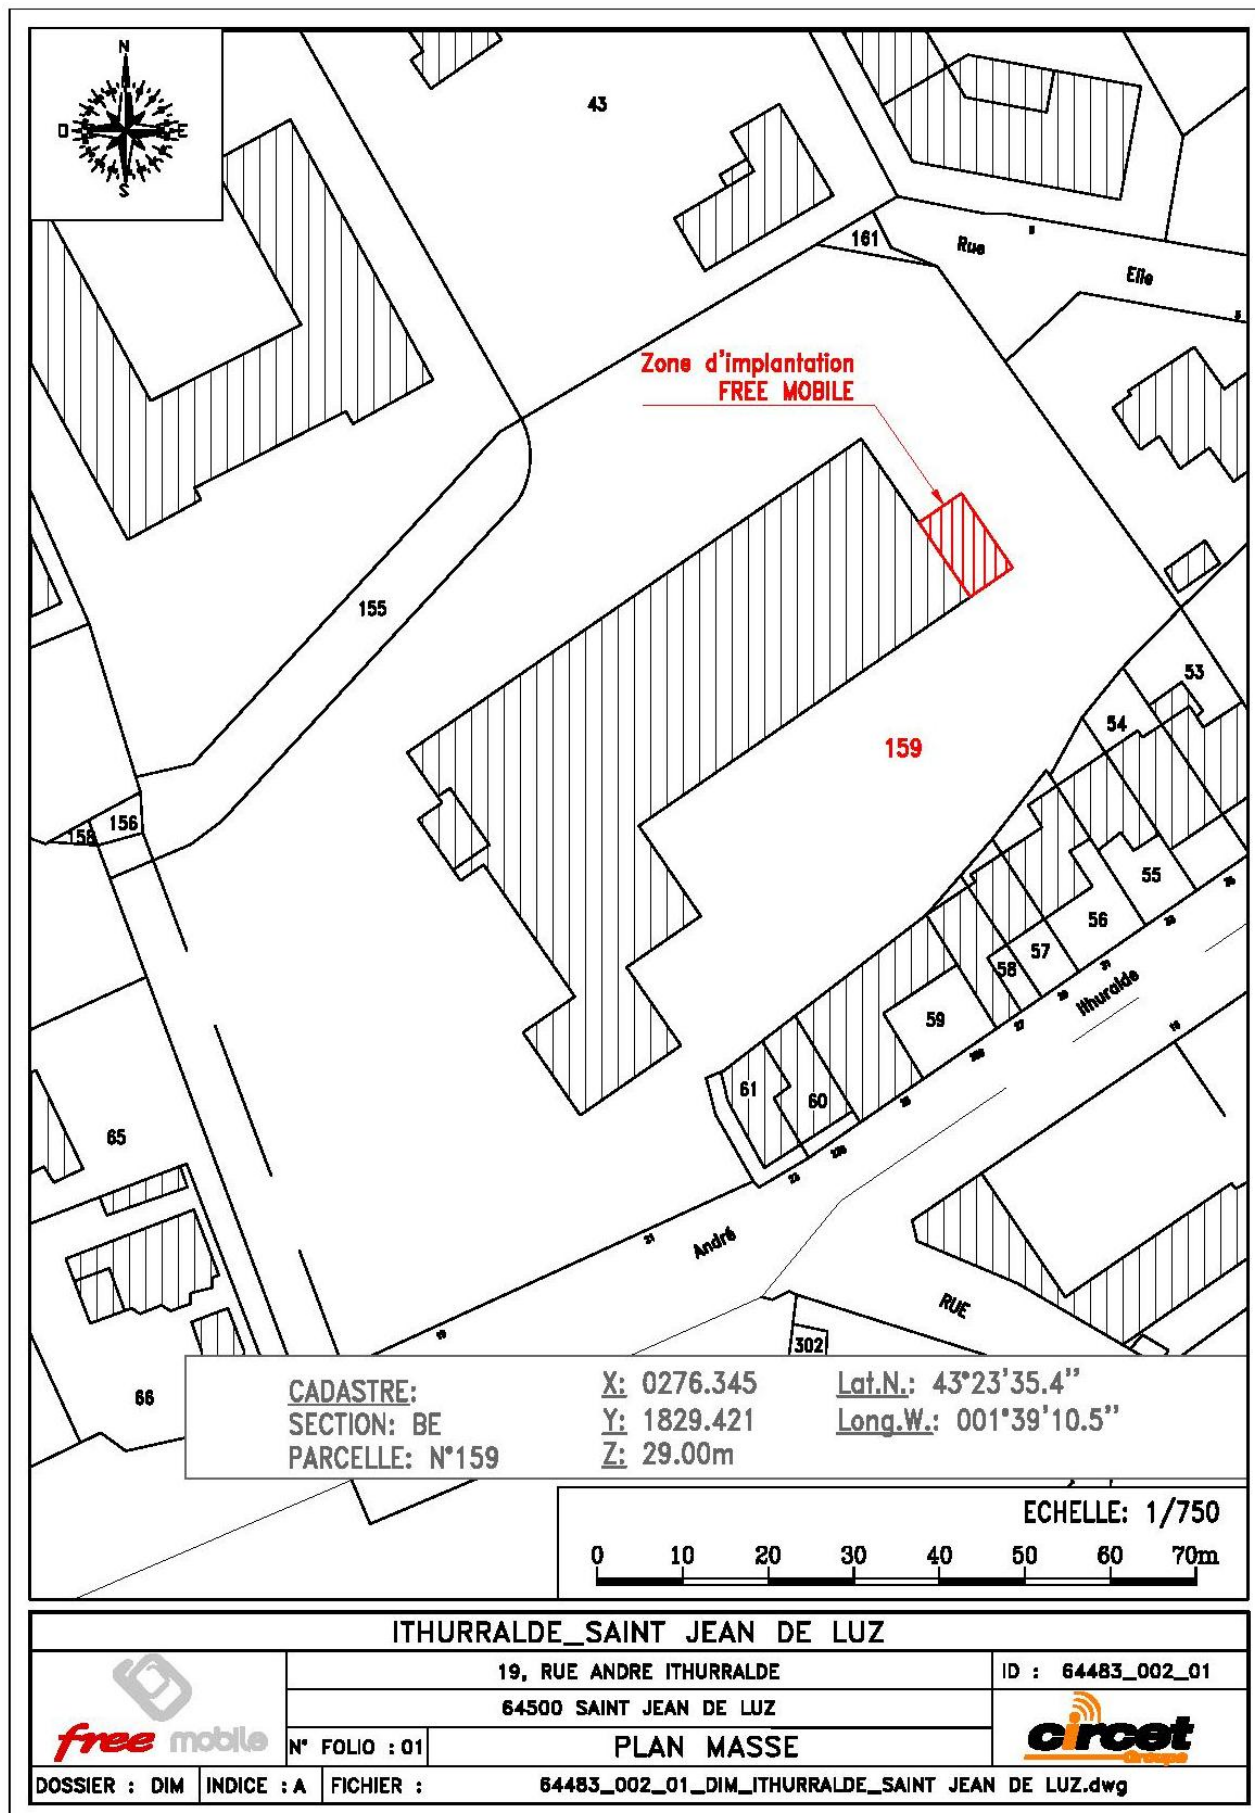 N
O
E
S
43
161
Rue
Elie
5
Zone d'implantation
FREE MOBILE
155
53
54
159
158
156
55
56
57
58
59
Ithuralde
61
60
65
André
RUE
302
66
21
19
CADASTRE:
SECTION: BE
PARCELLE: N°159
X: 0276.345
Y: 1829.421
Z: 29.00m
Lat.N.: 43°23'35.4''
Long.W.: 001°39'10.5''
ECHELLE: 1/750
0 10 20 30 40 50 60 70m
ITHURRALDE_SAINT JEAN DE LUZ
19, RUE ANDRE ITHURRALDE
ID : 64483_002_01
64500 SAINT JEAN DE LUZ
free mobile
circet
Groupe
N° FOLIO : 01
PLAN MASSE
DOSSIER : DIM
INDICE : A
FICHIER :
64483_002_01_DIM_ITHURRALDE_SAINT JEAN DE LUZ.dwg